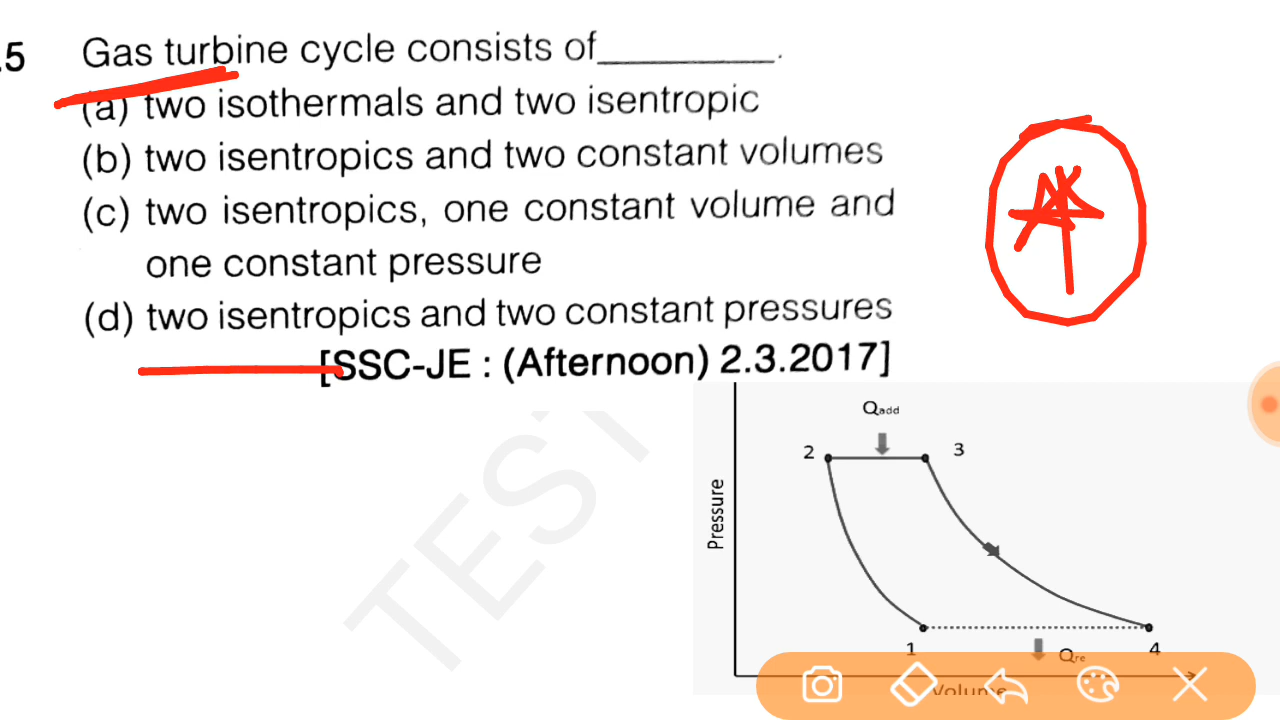 .5 Gas turbine cycle consists of_________.
(a) two isothermals and two isentropic
(b) two isentropics and two constant volumes
(c) two isentropics, one constant volume and
one constant pressure
(d) two isentropics and two constant pressures
[SSC-JE : (Afternoon) 2.3.2017]
TEST
Qadd
2 3
Pressure
1 Qre 4
Volume